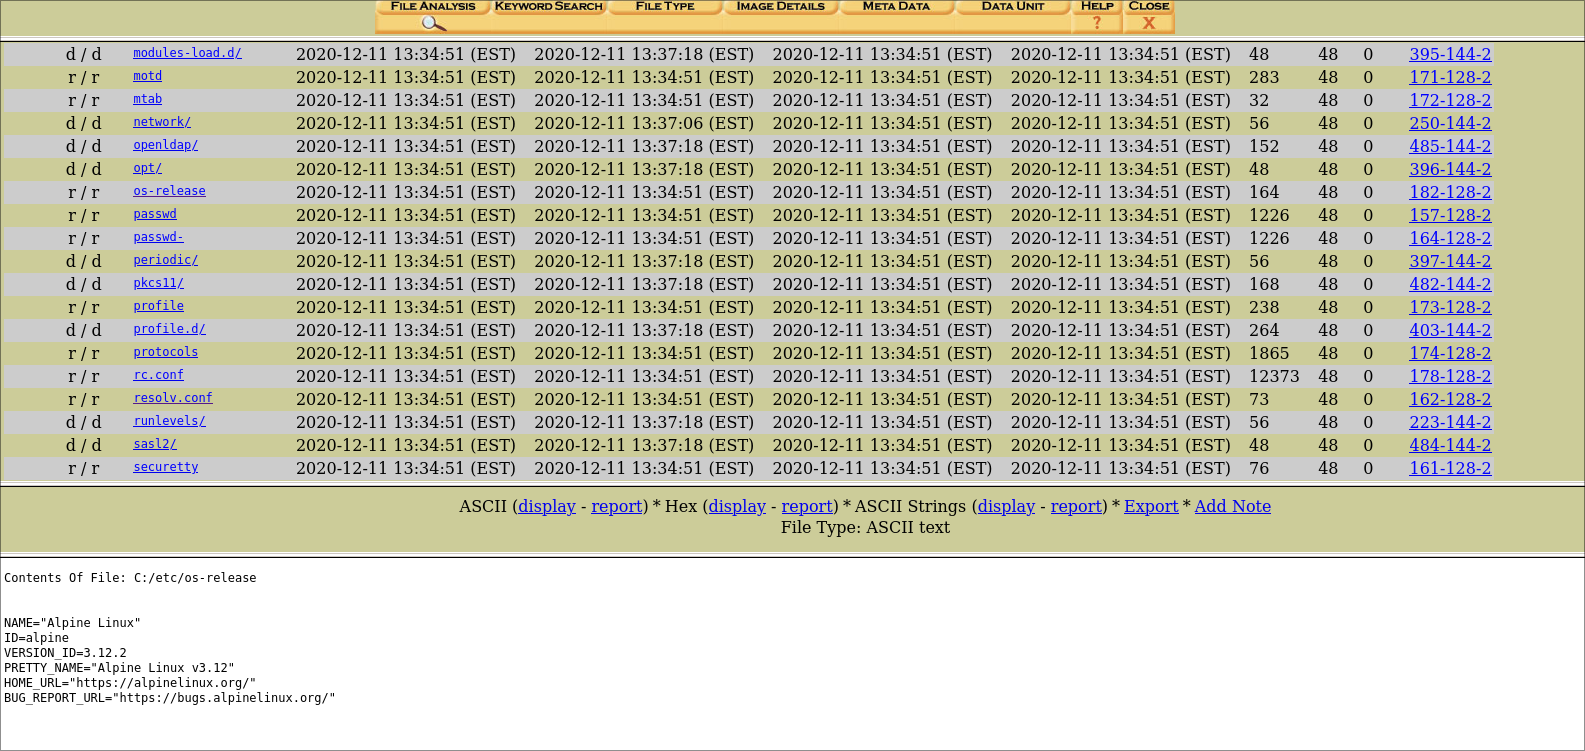 FILE ANALYSIS KEYWORD SEARCH FILE TYPE IMAGE DETAILS META DATA DATA UNIT HELP CLOSE
? X
d / d modules-load.d/ 2020-12-11 13:34:51 (EST) 2020-12-11 13:37:18 (EST) 2020-12-11 13:34:51 (EST) 2020-12-11 13:34:51 (EST) 48 48 0 395-144-2
r / r motd 2020-12-11 13:34:51 (EST) 2020-12-11 13:34:51 (EST) 2020-12-11 13:34:51 (EST) 2020-12-11 13:34:51 (EST) 283 48 0 171-128-2
r / r mtab 2020-12-11 13:34:51 (EST) 2020-12-11 13:34:51 (EST) 2020-12-11 13:34:51 (EST) 2020-12-11 13:34:51 (EST) 32 48 0 172-128-2
d / d network/ 2020-12-11 13:34:51 (EST) 2020-12-11 13:37:06 (EST) 2020-12-11 13:34:51 (EST) 2020-12-11 13:34:51 (EST) 56 48 0 250-144-2
d / d openldap/ 2020-12-11 13:34:51 (EST) 2020-12-11 13:37:18 (EST) 2020-12-11 13:34:51 (EST) 2020-12-11 13:34:51 (EST) 152 48 0 485-144-2
d / d opt/ 2020-12-11 13:34:51 (EST) 2020-12-11 13:37:18 (EST) 2020-12-11 13:34:51 (EST) 2020-12-11 13:34:51 (EST) 48 48 0 396-144-2
r / r os-release 2020-12-11 13:34:51 (EST) 2020-12-11 13:34:51 (EST) 2020-12-11 13:34:51 (EST) 2020-12-11 13:34:51 (EST) 164 48 0 182-128-2
r / r passwd 2020-12-11 13:34:51 (EST) 2020-12-11 13:34:51 (EST) 2020-12-11 13:34:51 (EST) 2020-12-11 13:34:51 (EST) 1226 48 0 157-128-2
r / r passwd- 2020-12-11 13:34:51 (EST) 2020-12-11 13:34:51 (EST) 2020-12-11 13:34:51 (EST) 2020-12-11 13:34:51 (EST) 1226 48 0 164-128-2
d / d periodic/ 2020-12-11 13:34:51 (EST) 2020-12-11 13:37:18 (EST) 2020-12-11 13:34:51 (EST) 2020-12-11 13:34:51 (EST) 56 48 0 397-144-2
d / d pkcs11/ 2020-12-11 13:34:51 (EST) 2020-12-11 13:37:18 (EST) 2020-12-11 13:34:51 (EST) 2020-12-11 13:34:51 (EST) 168 48 0 482-144-2
r / r profile 2020-12-11 13:34:51 (EST) 2020-12-11 13:34:51 (EST) 2020-12-11 13:34:51 (EST) 2020-12-11 13:34:51 (EST) 238 48 0 173-128-2
d / d profile.d/ 2020-12-11 13:34:51 (EST) 2020-12-11 13:37:18 (EST) 2020-12-11 13:34:51 (EST) 2020-12-11 13:34:51 (EST) 264 48 0 403-144-2
r / r protocols 2020-12-11 13:34:51 (EST) 2020-12-11 13:34:51 (EST) 2020-12-11 13:34:51 (EST) 2020-12-11 13:34:51 (EST) 1865 48 0 174-128-2
r / r rc.conf 2020-12-11 13:34:51 (EST) 2020-12-11 13:34:51 (EST) 2020-12-11 13:34:51 (EST) 2020-12-11 13:34:51 (EST) 12373 48 0 178-128-2
r / r resolv.conf 2020-12-11 13:34:51 (EST) 2020-12-11 13:34:51 (EST) 2020-12-11 13:34:51 (EST) 2020-12-11 13:34:51 (EST) 73 48 0 162-128-2
d / d runlevels/ 2020-12-11 13:34:51 (EST) 2020-12-11 13:37:18 (EST) 2020-12-11 13:34:51 (EST) 2020-12-11 13:34:51 (EST) 56 48 0 223-144-2
d / d sasl2/ 2020-12-11 13:34:51 (EST) 2020-12-11 13:37:18 (EST) 2020-12-11 13:34:51 (EST) 2020-12-11 13:34:51 (EST) 48 48 0 484-144-2
r / r securetty 2020-12-11 13:34:51 (EST) 2020-12-11 13:34:51 (EST) 2020-12-11 13:34:51 (EST) 2020-12-11 13:34:51 (EST) 76 48 0 161-128-2
ASCII (display - report) * Hex (display - report) * ASCII Strings (display - report) * Export * Add Note
File Type: ASCII text
Contents Of File: C:/etc/os-release
NAME="Alpine Linux"
ID=alpine
VERSION_ID=3.12.2
PRETTY_NAME="Alpine Linux v3.12"
HOME_URL="https://alpinelinux.org/"
BUG_REPORT_URL="https://bugs.alpinelinux.org/"